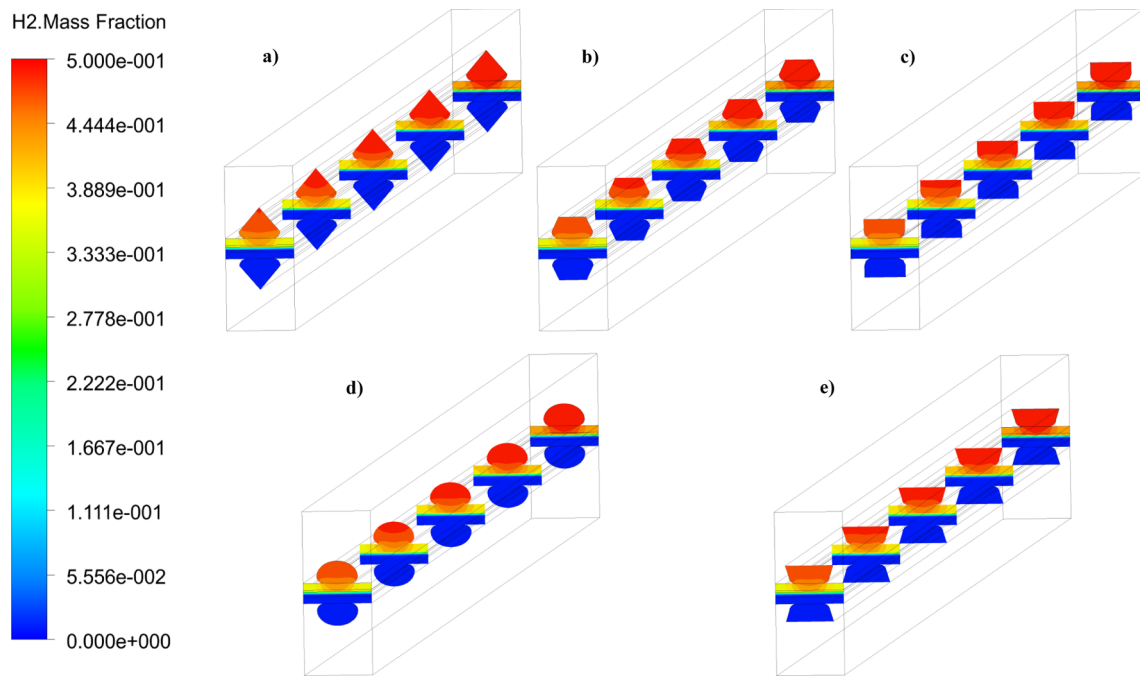 H2.Mass Fraction
5.000e-001
4.444e-001
3.889e-001
3.333e-001
2.778e-001
2.222e-001
1.667e-001
1.111e-001
5.556e-002
0.000e+000
a)
b)
c)
d)
e)